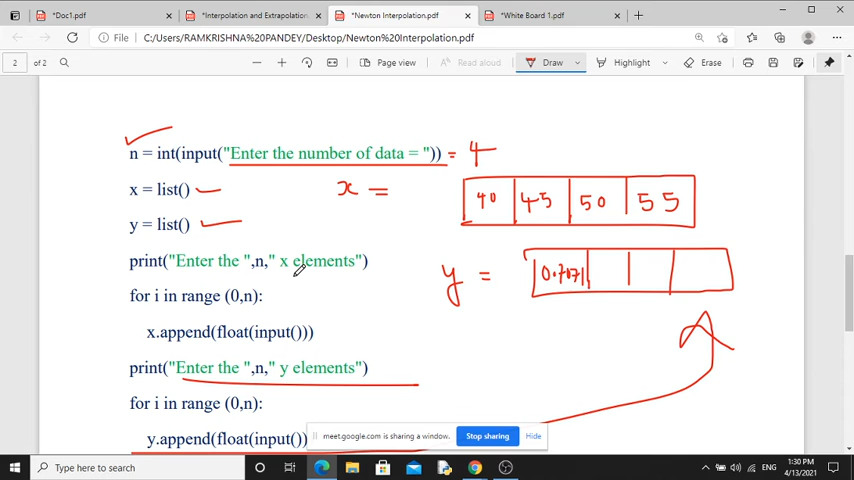 *Doc1.pdf
*Interpolation and Extrapolation
*Newton Interpolation.pdf
*White Board 1.pdf
File
C:/Users/RAMKRISHNA%20PANDEY/Desktop/Newton%20Interpolation.pdf
2 of 2
Page view
Read aloud
Draw
Highlight
Erase
n = int(input("Enter the number of data = ")) = 4
x = list()
x = 40 45 50 55
y = list()
print("Enter the ",n," x elements")
y = 0.7071
for i in range (0,n):
x.append(float(input()))
print("Enter the ",n," y elements")
for i in range (0,n):
y.append(float(input())
meet.google.com is sharing a window.
Stop sharing
Hide
Type here to search
ENG
1:30 PM
4/13/2021